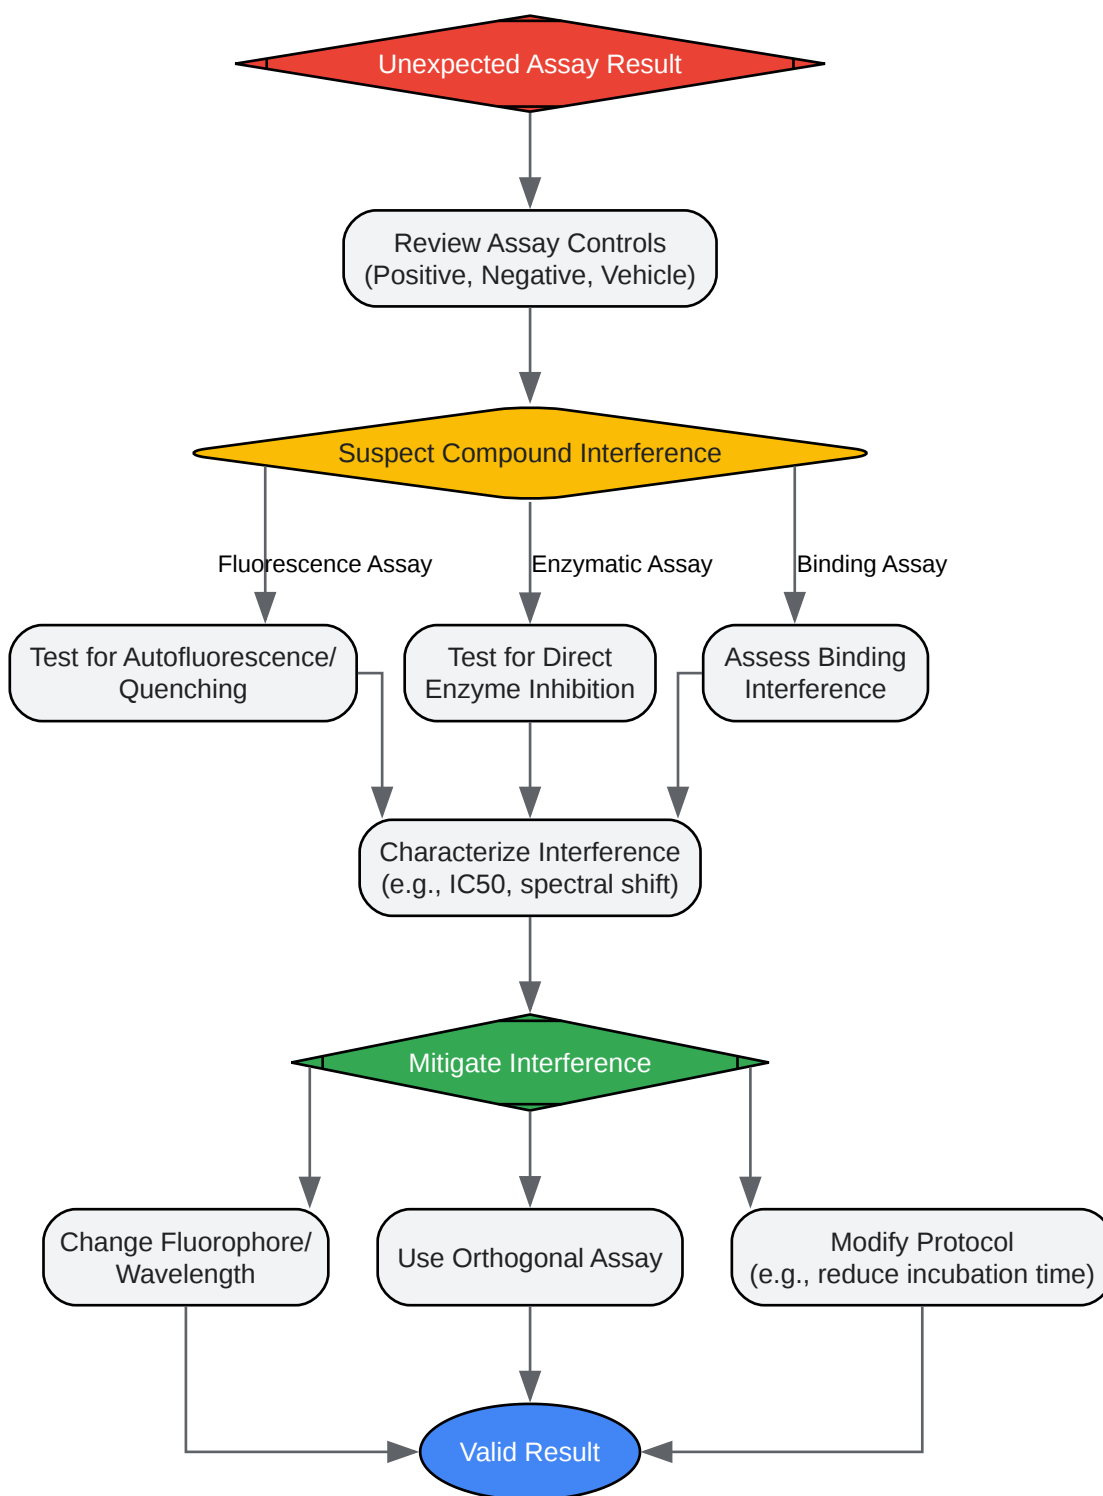 Unexpected Assay Result
Review Assay Controls
(Positive, Negative, Vehicle)
Suspect Compound Interference
Fluorescence Assay
Enzymatic Assay
Binding Assay
Test for Autofluorescence/
Quenching
Test for Direct
Enzyme Inhibition
Assess Binding
Interference
Characterize Interference
(e.g., IC50, spectral shift)
Mitigate Interference
Change Fluorophore/
Wavelength
Use Orthogonal Assay
Modify Protocol
(e.g., reduce incubation time)
Valid Result